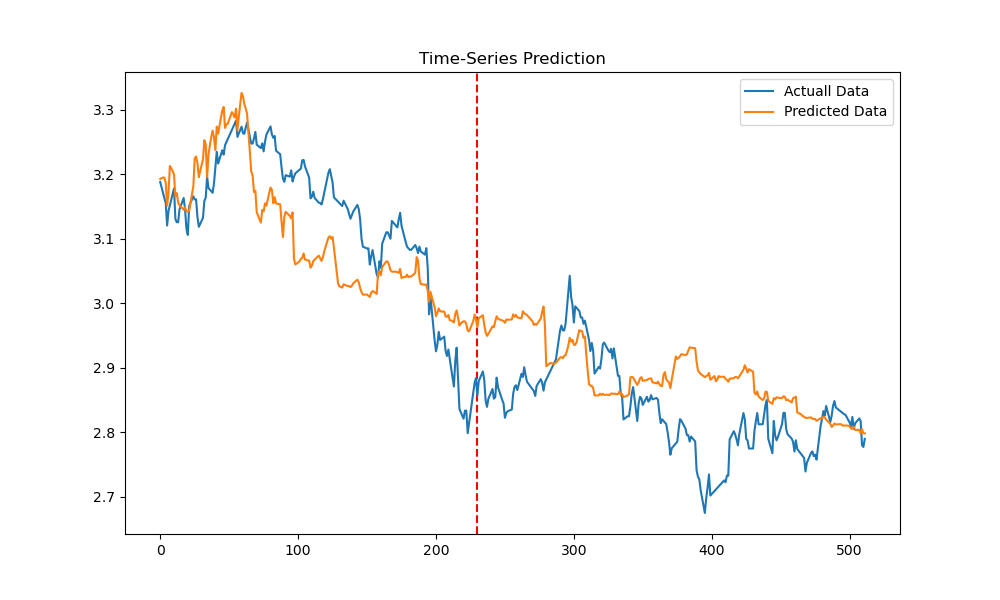 Time-Series Prediction
Actuall Data
Predicted Data
3.3
3.2
3.1
3.0
2.9
2.8
2.7
0 100 200 300 400 500